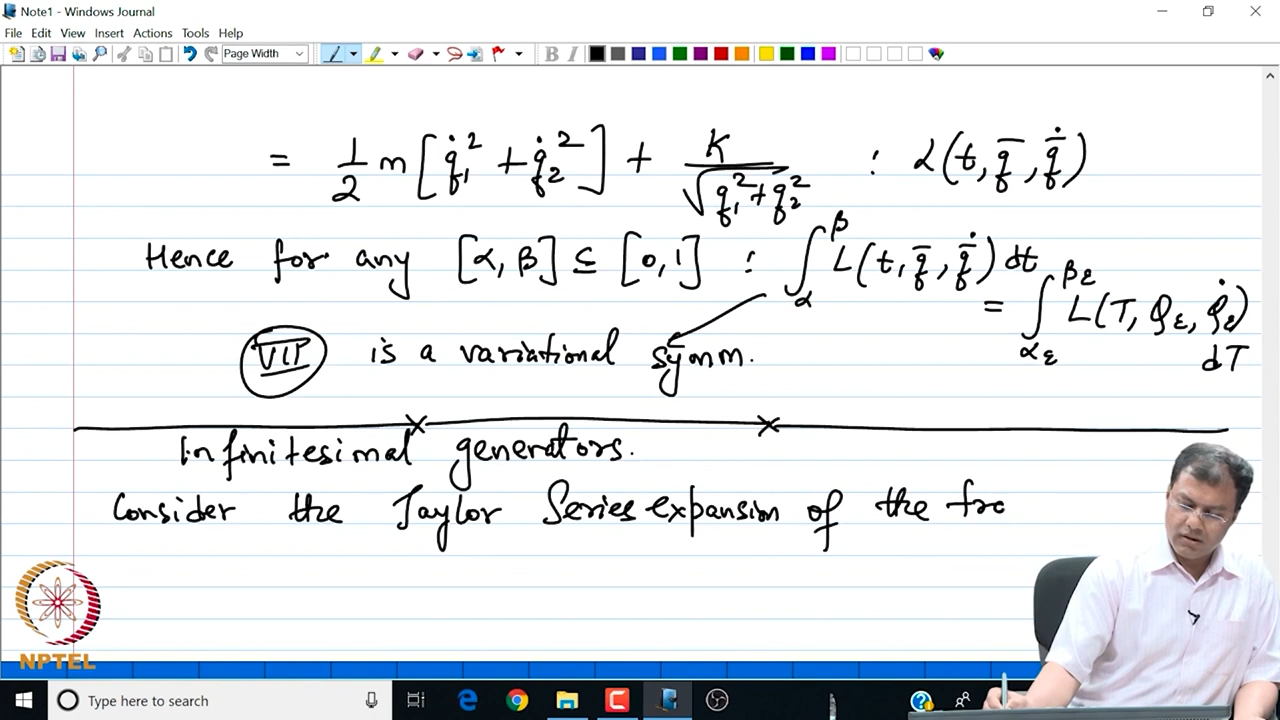 Note1 - Windows Journal
File Edit View Insert Actions Tools Help
Page Width
= 1/2 m [q̇₁² + q̇₂²] + K/√(q₁² + q₂²) : L(t, q̄, q̄̇)
Hence for any [α, β] ⊆ [0, 1] : ∫_α^β L(t, q̄, q̄̇) dt
= ∫_{α_ε}^{β_ε} L(T, Q_ε, Q̇_ε) dT
VII is a variational symm.
Infinitesimal generators.
Consider the Taylor Series expansion of the tra
NPTEL
Type here to search